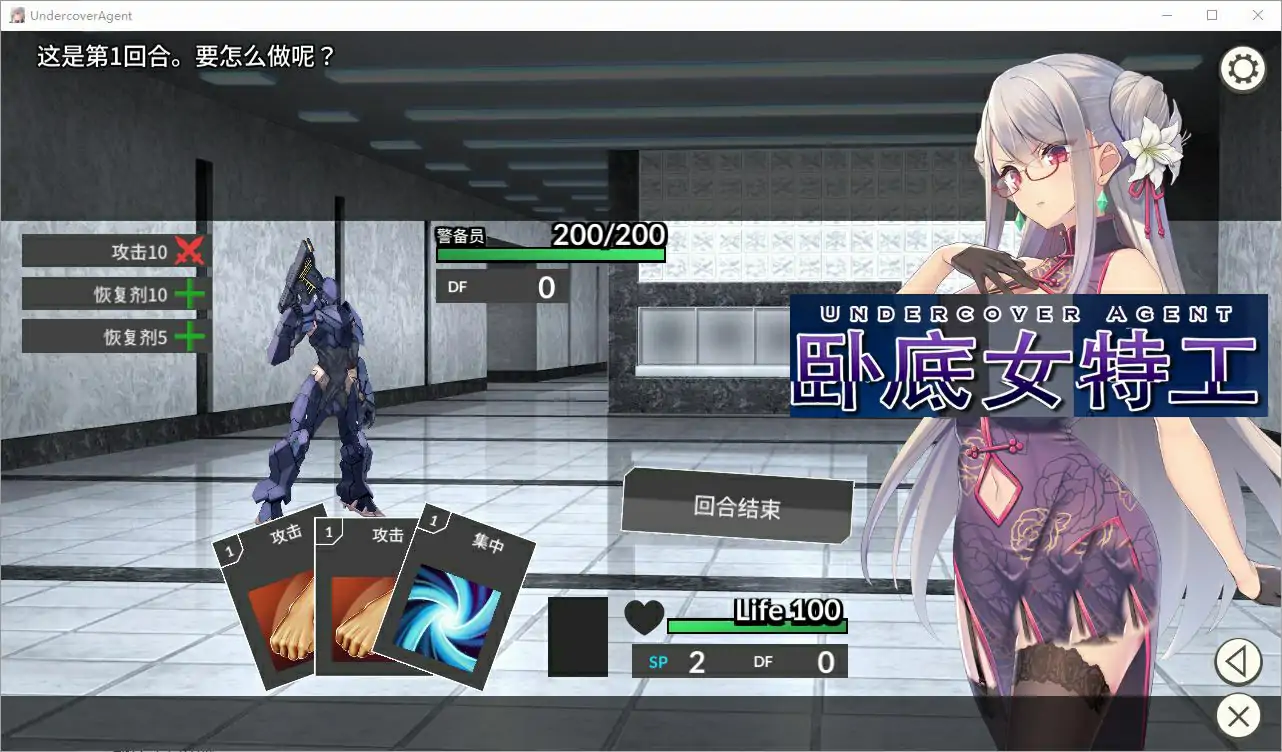 UndercoverAgent
这是第1回合。要怎么做呢？
攻击10
恢复剂10
恢复剂5
警备员 200/200
DF 0
UNDERCOVER AGENT
卧底女特工
回合结束
1 攻击
1 攻击
1 集中
Life 100
SP 2 DF 0